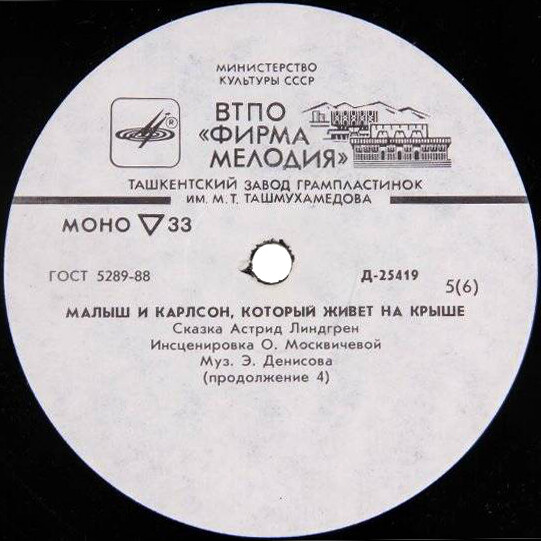 МИНИСТЕРСТВО
КУЛЬТУРЫ СССР
ВТПО
«ФИРМА
МЕЛОДИЯ»
®
ТАШКЕНТСКИЙ ЗАВОД ГРАМПЛАСТИНОК
ИМ. М.Т. ТАШМУХАМЕДОВА
МОНО ▽ 33
ГОСТ 5289-88
Д-25419
5(6)
МАЛЫШ И КАРЛСОН, КОТОРЫЙ ЖИВЕТ НА КРЫШЕ
Сказка Астрид Линдгрен
Инсценировка О. Москвичевой
Муз. Э. Денисова
(продолжение 4)